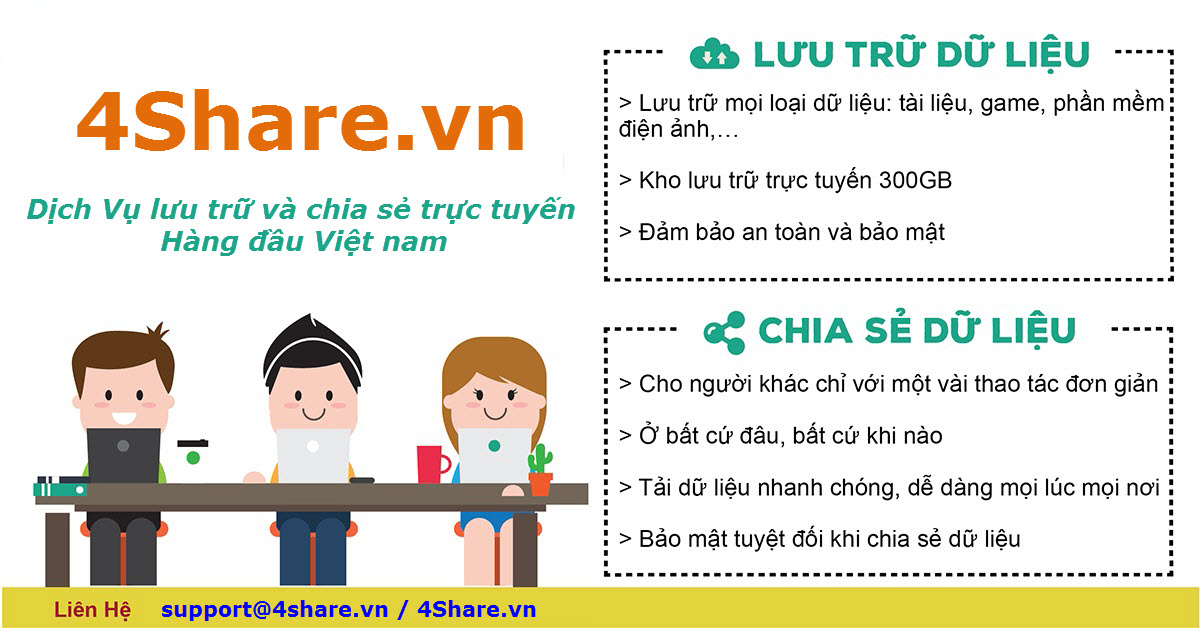 4Share.vn
Dịch Vụ lưu trữ và chia sẻ trực tuyến
Hàng đầu Việt nam
LƯU TRỮ DỮ LIỆU
> Lưu trữ mọi loại dữ liệu: tài liệu, game, phần mềm
điện ảnh,...
> Kho lưu trữ trực tuyến 300GB
> Đảm bảo an toàn và bảo mật
CHIA SẺ DỮ LIỆU
> Cho người khác chỉ với một vài thao tác đơn giản
> Ở bất cứ đâu, bất cứ khi nào
> Tải dữ liệu nhanh chóng, dễ dàng mọi lúc mọi nơi
> Bảo mật tuyệt đối khi chia sẻ dữ liệu
Liên Hệ support@4share.vn / 4Share.vn